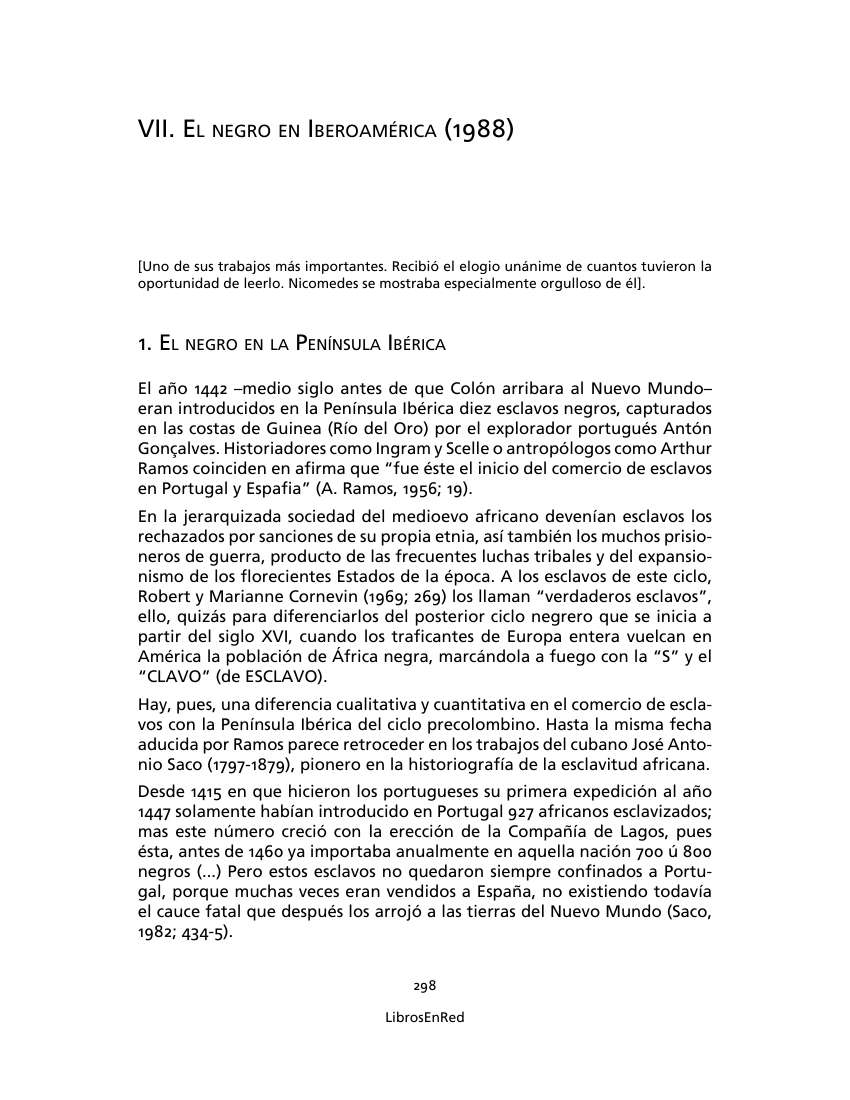 VII. El negro en Iberoamérica (1988)
[Uno de sus trabajos más importantes. Recibió el elogio unánime de cuantos tuvieron la
oportunidad de leerlo. Nicomedes se mostraba especialmente orgulloso de él].
1. El negro en la Península Ibérica
El año 1442 –medio siglo antes de que Colón arribara al Nuevo Mundo–
eran introducidos en la Península Ibérica diez esclavos negros, capturados
en las costas de Guinea (Río del Oro) por el explorador portugués Antón
Gonçalves. Historiadores como Ingram y Scelle o antropólogos como Arthur
Ramos coinciden en afirma que “fue éste el inicio del comercio de esclavos
en Portugal y Espafia” (A. Ramos, 1956; 19).
En la jerarquizada sociedad del medioevo africano devenían esclavos los
rechazados por sanciones de su propia etnia, así también los muchos prisio-
neros de guerra, producto de las frecuentes luchas tribales y del expansio-
nismo de los florecientes Estados de la época. A los esclavos de este ciclo,
Robert y Marianne Cornevin (1969; 269) los llaman “verdaderos esclavos”,
ello, quizás para diferenciarlos del posterior ciclo negrero que se inicia a
partir del siglo XVI, cuando los traficantes de Europa entera vuelcan en
América la población de África negra, marcándola a fuego con la “S” y el
“CLAVO” (de ESCLAVO).
Hay, pues, una diferencia cualitativa y cuantitativa en el comercio de escla-
vos con la Península Ibérica del ciclo precolombino. Hasta la misma fecha
aducida por Ramos parece retroceder en los trabajos del cubano José Anto-
nio Saco (1797-1879), pionero en la historiografía de la esclavitud africana.
Desde 1415 en que hicieron los portugueses su primera expedición al año
1447 solamente habían introducido en Portugal 927 africanos esclavizados;
mas este número creció con la erección de la Compañía de Lagos, pues
ésta, antes de 1460 ya importaba anualmente en aquella nación 700 ú 800
negros (...) Pero estos esclavos no quedaron siempre confinados a Portu-
gal, porque muchas veces eran vendidos a España, no existiendo todavía
el cauce fatal que después los arrojó a las tierras del Nuevo Mundo (Saco,
1982; 434-5).
298
LibrosEnRed